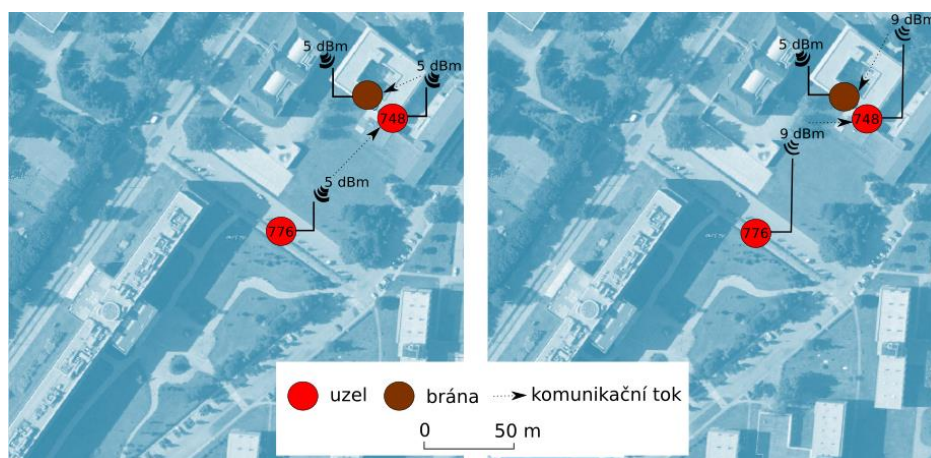 5 dBm
5 dBm
748
5 dBm
776
9 dBm
5 dBm
748
9 dBm
776
uzel
brána
komunikační tok
0
50 m